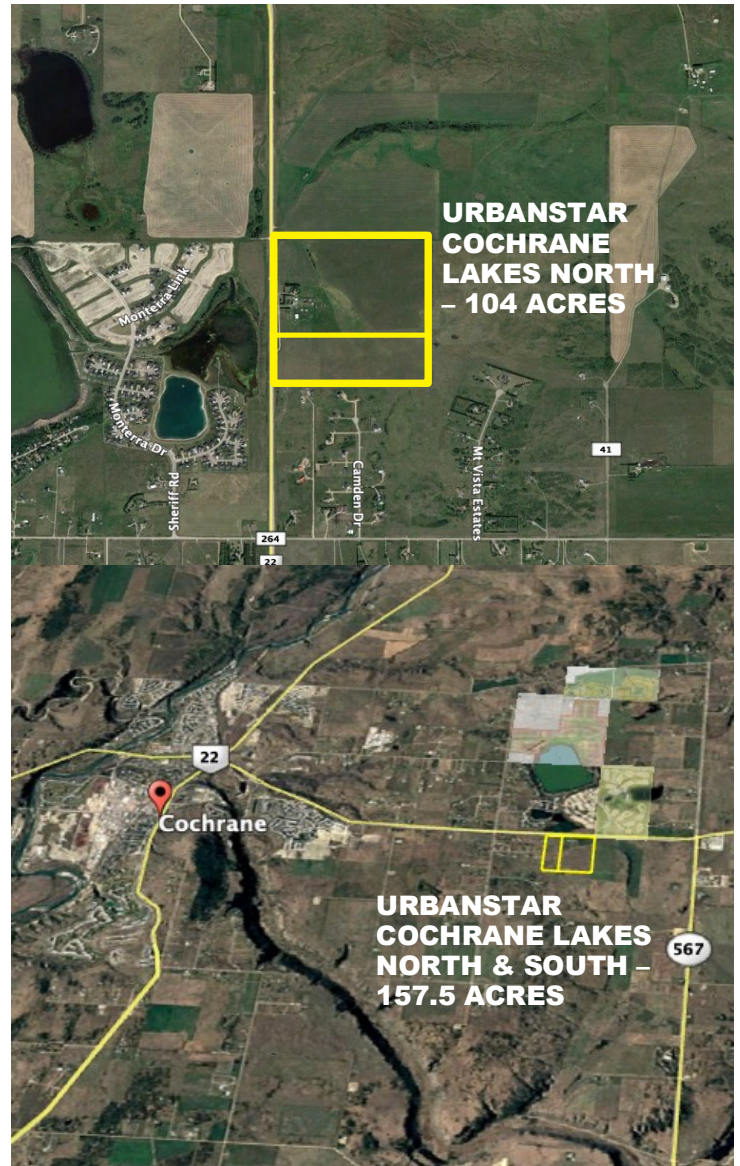 URBANSTAR
COCHRANE
LAKES NORTH
– 104 ACRES
Monterra Link
Monterra Dr
Sheriff Rd
Camden Dr
Mt Vista Estates
41
264
22
22
Cochrane
URBANSTAR
COCHRANE LAKES
NORTH & SOUTH –
157.5 ACRES
567